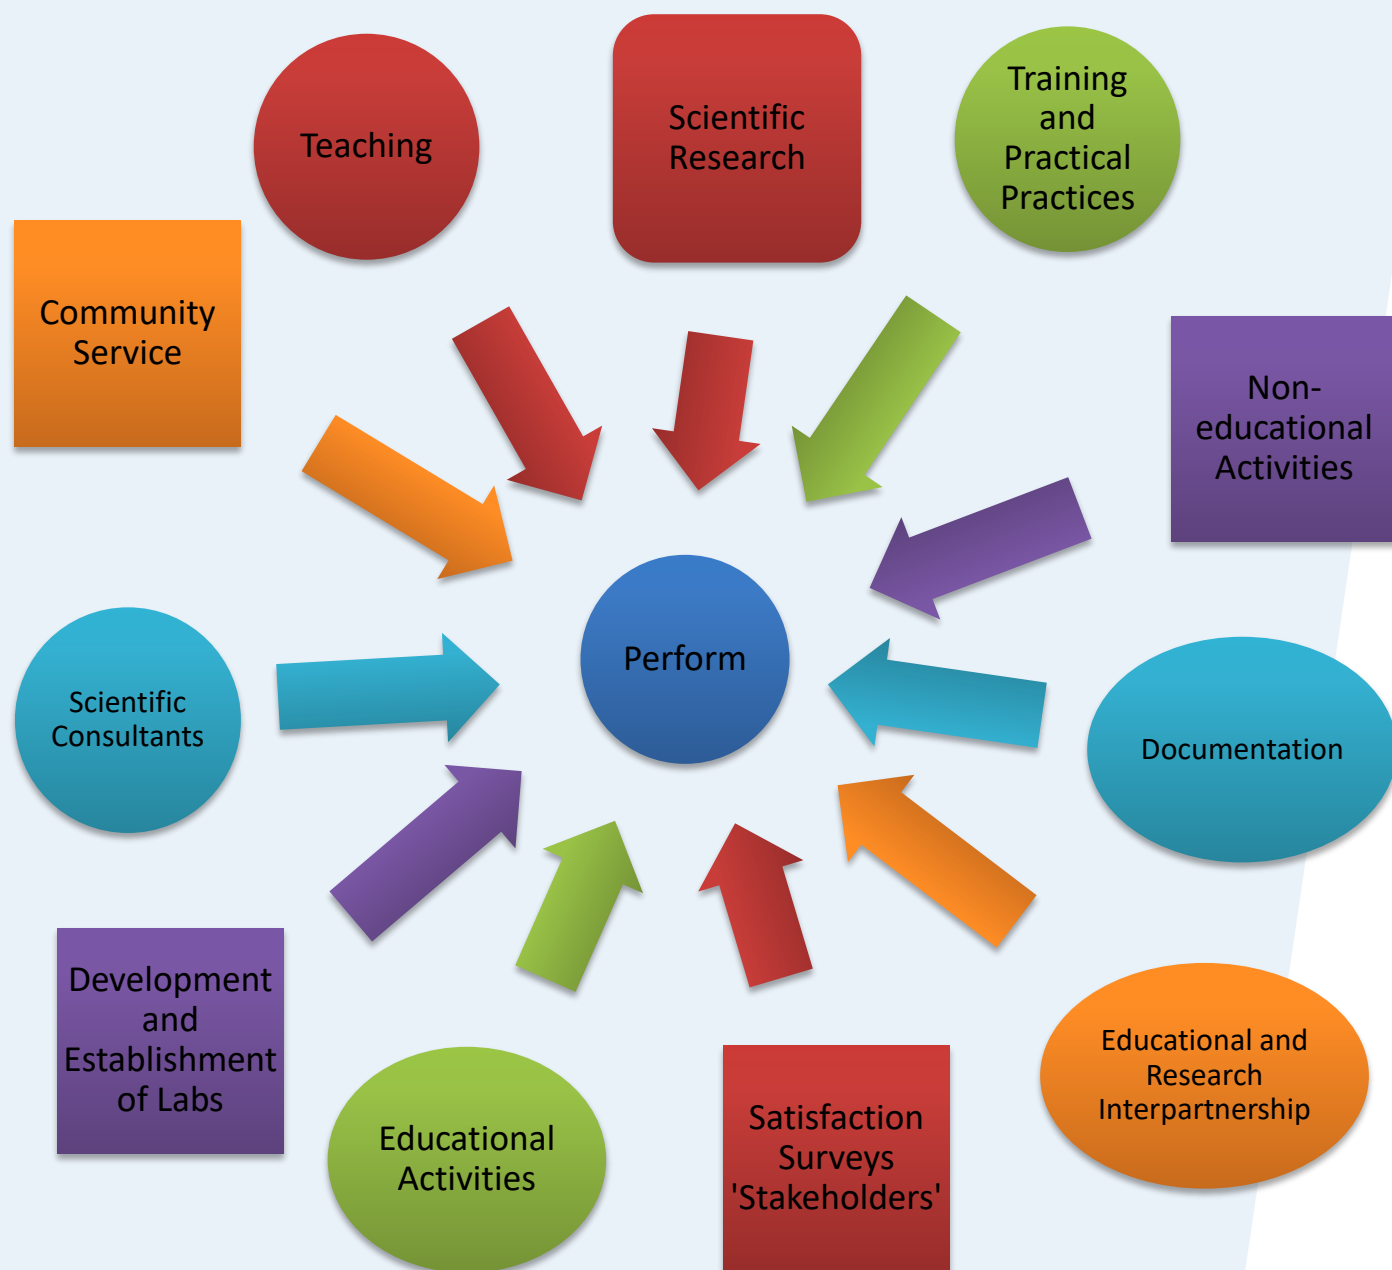 Teaching
Scientific
Research
Training
and
Practical
Practices
Community
Service
Non-
educational
Activities
Perform
Scientific
Consultants
Documentation
Development
and
Establishment
of Labs
Educational
Activities
Satisfaction
Surveys
'Stakeholders'
Educational and
Research
Interpartnership